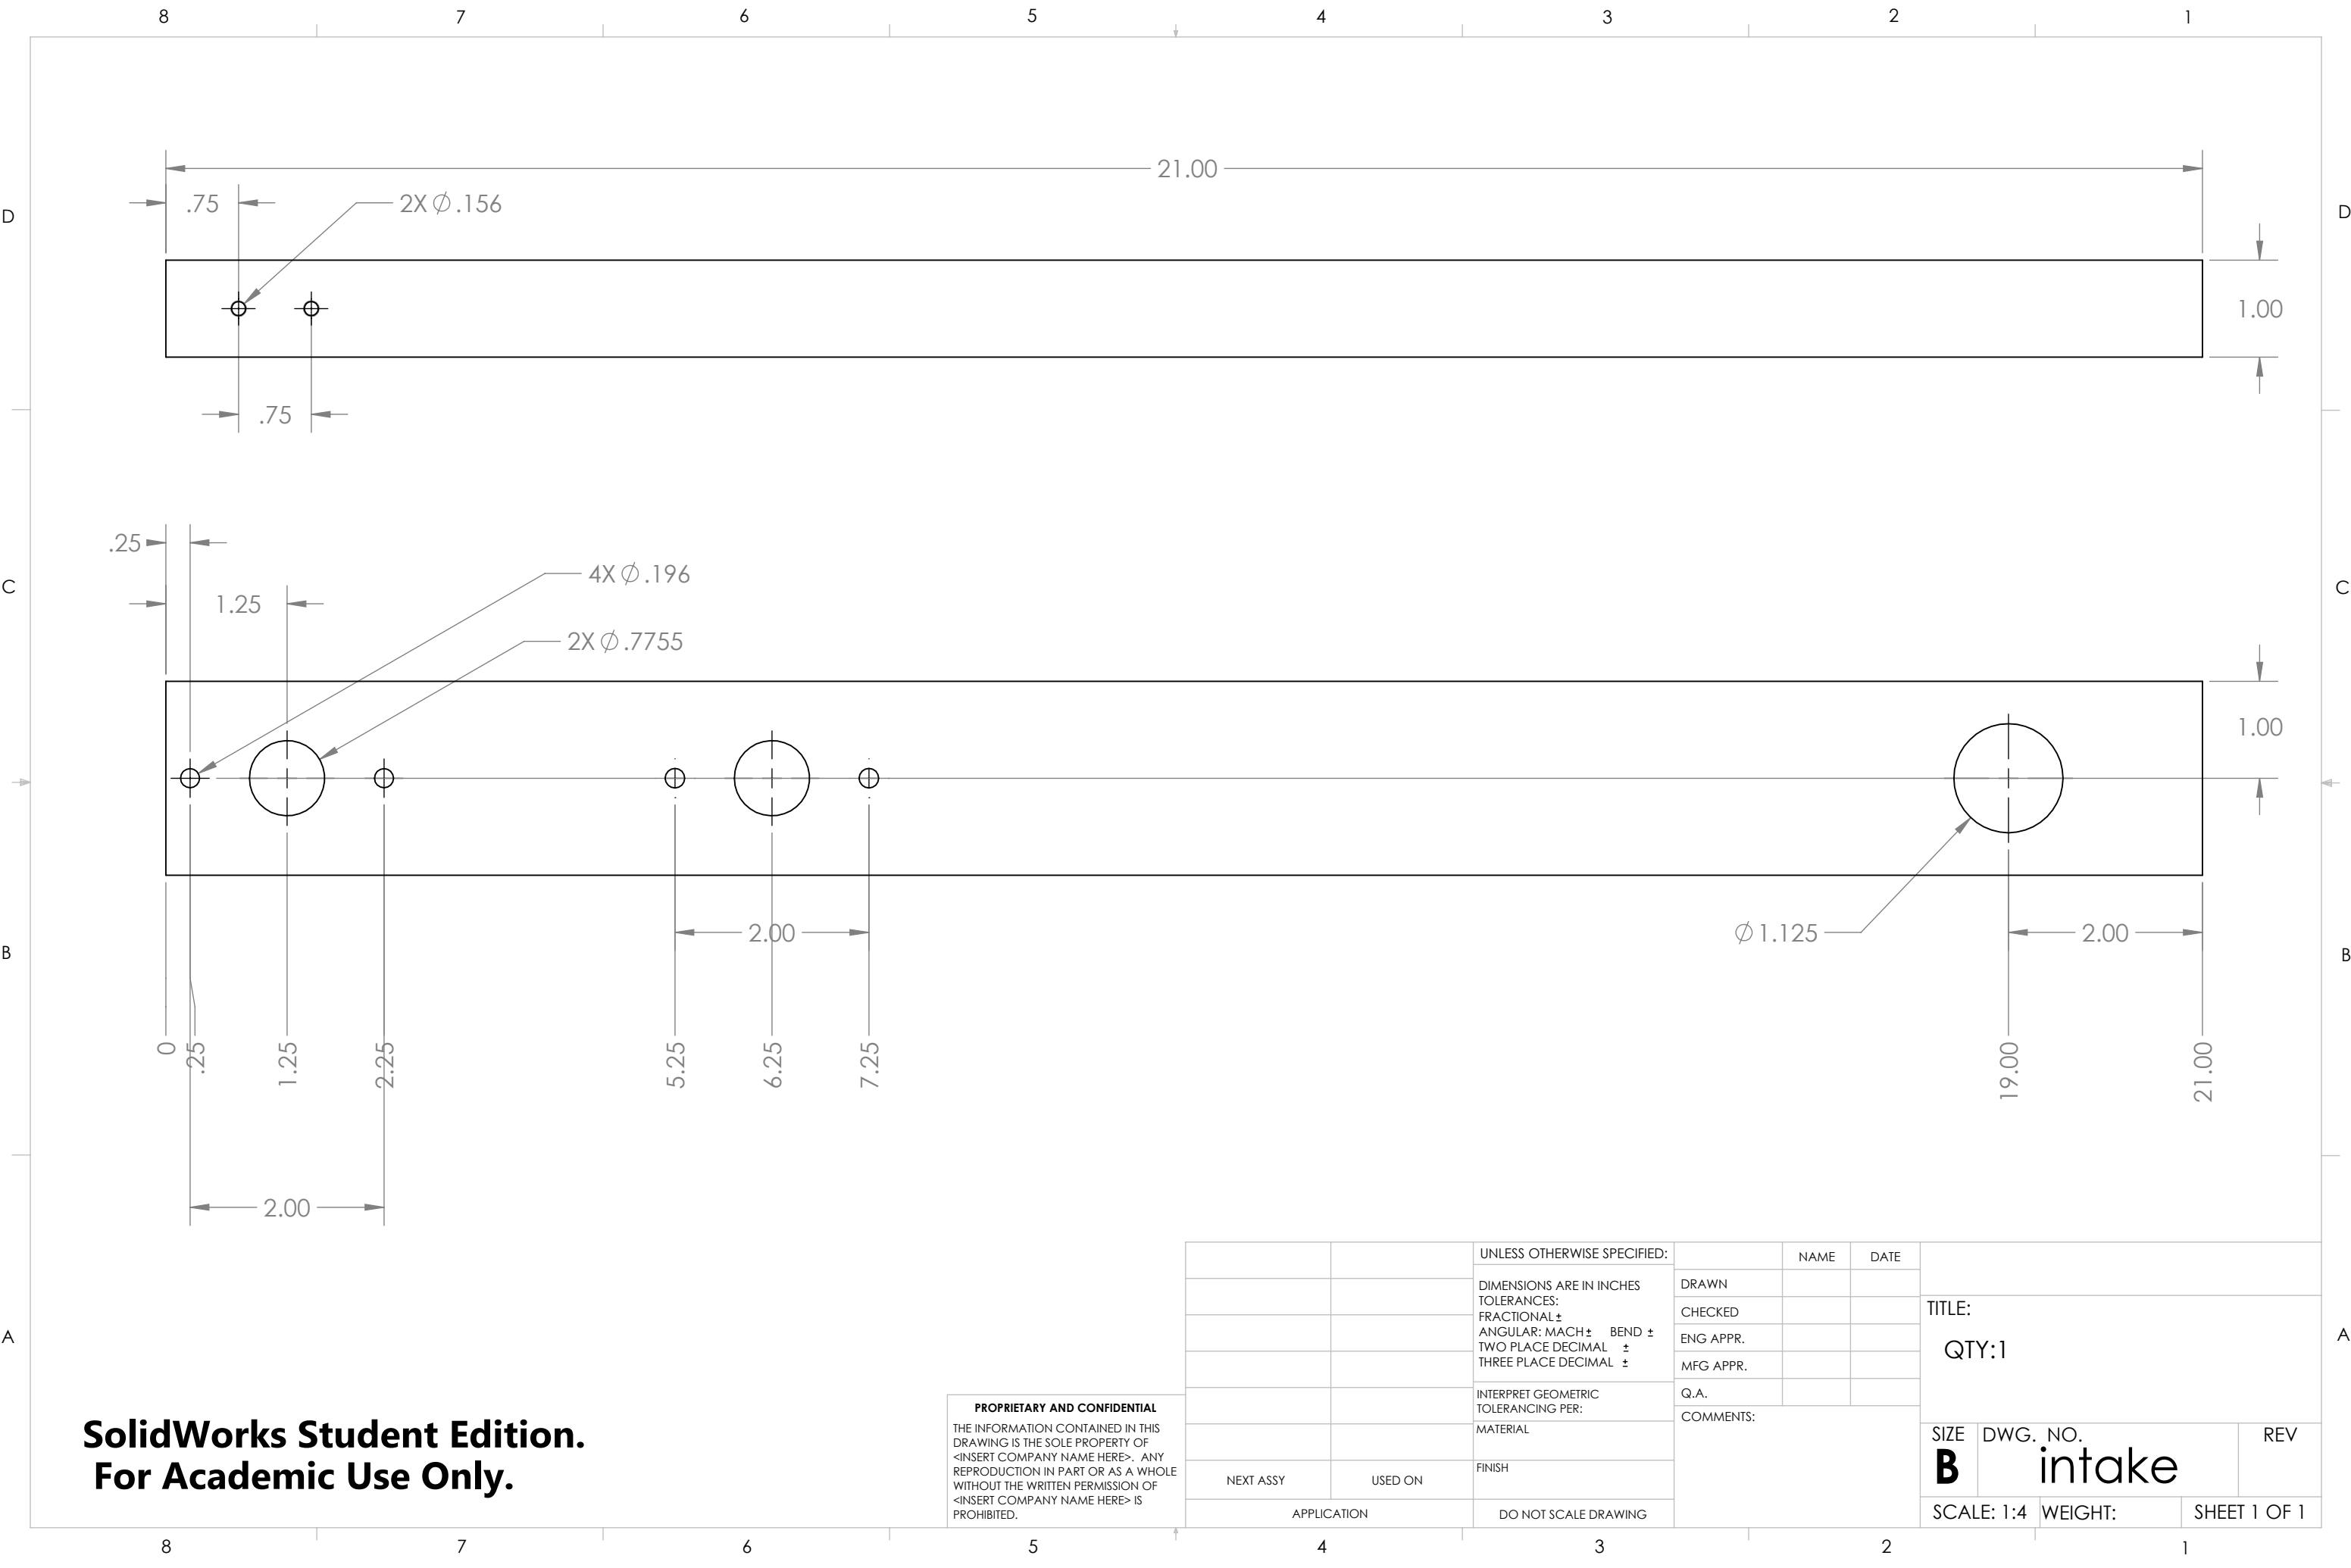 8 7 6 5 4 3 2 1
D D
21.00
.75
2X ∅ .156
1.00
.75
C C
.25
4X ∅ .196
1.25
2X ∅ .7755
1.00
B B
2.00
∅ 1.125
2.00
0
.25
1.25
2.25
5.25
6.25
7.25
19.00
21.00
2.00
A A
UNLESS OTHERWISE SPECIFIED:
DIMENSIONS ARE IN INCHES
TOLERANCES:
FRACTIONAL ±
ANGULAR: MACH ± BEND ±
TWO PLACE DECIMAL ±
THREE PLACE DECIMAL ±
INTERPRET GEOMETRIC
TOLERANCING PER:
MATERIAL
FINISH
DO NOT SCALE DRAWING
NAME DATE
DRAWN
CHECKED
ENG APPR.
MFG APPR.
Q.A.
COMMENTS:
TITLE:
QTY:1
SIZE DWG. NO. REV
B intake
SCALE: 1:4 WEIGHT: SHEET 1 OF 1
PROPRIETARY AND CONFIDENTIAL
THE INFORMATION CONTAINED IN THIS
DRAWING IS THE SOLE PROPERTY OF
<INSERT COMPANY NAME HERE>. ANY
REPRODUCTION IN PART OR AS A WHOLE
WITHOUT THE WRITTEN PERMISSION OF
<INSERT COMPANY NAME HERE> IS
PROHIBITED.
NEXT ASSY USED ON
APPLICATION
SolidWorks Student Edition.
For Academic Use Only.
8 7 6 5 4 3 2 1